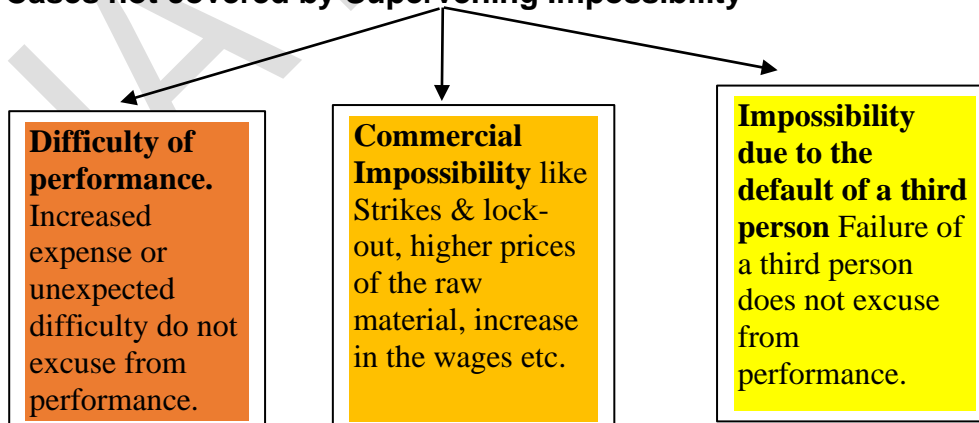 Cases not covered by Supervening Impossibility
Difficulty of
performance.
Increased
expense or
unexpected
difficulty do not
excuse from
performance.
Commercial
Impossibility like
Strikes & lock-
out, higher prices
of the raw
material, increase
in the wages etc.
Impossibility
due to the
default of a third
person Failure of
a third person
does not excuse
from
performance.